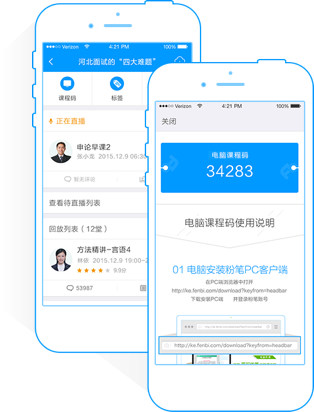 Verizon 4:21 PM 100%
河北面试的“四大难题”
课程码 标签
正在直播
申论早课2
张小龙 2015.12.9 06:35
暂无评论
查看待直播列表
回放列表（12堂）
方法精讲-言语4
2015.12.9 19:00~2
9.9分
53987
Verizon 4:21 PM 100%
关闭
电脑课程码
34283
电脑课程码使用说明
01 电脑安装粉笔PC客户端
在PC端浏览器中打开
http://ke.fenbi.com/download?keyfrom=headbar
下载安装PC端 并登录粉笔账号
http://ke.fenbi.com/download?keyfrom=headbar